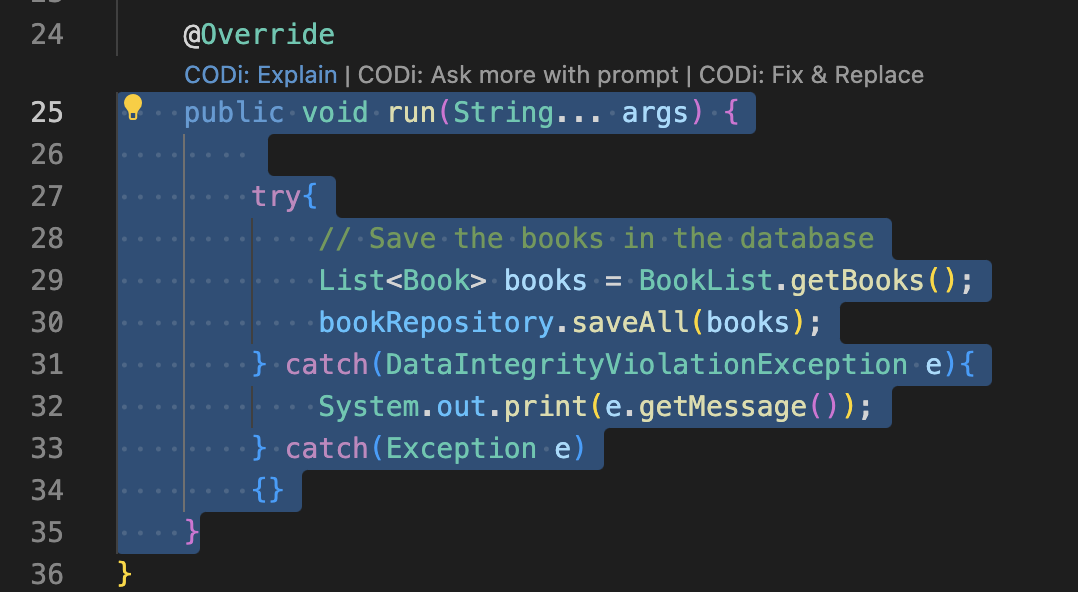 24 @Override
CODi: Explain | CODi: Ask more with prompt | CODi: Fix & Replace
25 public void run(String... args) {
26
27 try{
28 // Save the books in the database
29 List<Book> books = BookList.getBooks();
30 bookRepository.saveAll(books);
31 } catch(DataIntegrityViolationException e){
32 System.out.print(e.getMessage());
33 } catch(Exception e)
34 {}
35 }
36 }